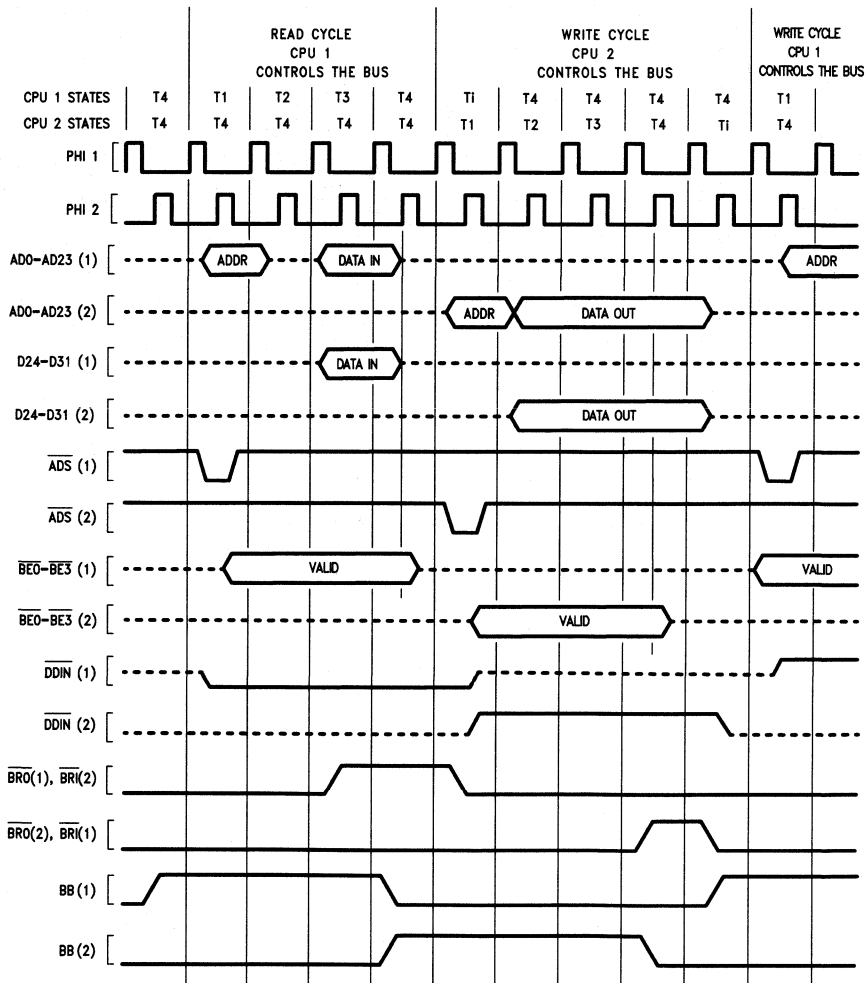 READ CYCLE
CPU 1
CONTROLS THE BUS
WRITE CYCLE
CPU 2
CONTROLS THE BUS
WRITE CYCLE
CPU 1
CONTROLS THE BUS
CPU 1 STATES T4 T1 T2 T3 T4 Ti T4 T4 T4 T4 T1
CPU 2 STATES T4 T4 T4 T4 T4 T1 T2 T3 T4 Ti T4
PHI 1
PHI 2
AD0-AD23 (1) ADDR DATA IN ADDR
AD0-AD23 (2) ADDR DATA OUT
D24-D31 (1) DATA IN
D24-D31 (2) DATA OUT
ADS (1)
ADS (2)
BE0-BE3 (1) VALID VALID
BE0-BE3 (2) VALID
DDIN (1)
DDIN (2)
BRO(1), BRI(2)
BRO(2), BRI(1)
BB(1)
BB(2)